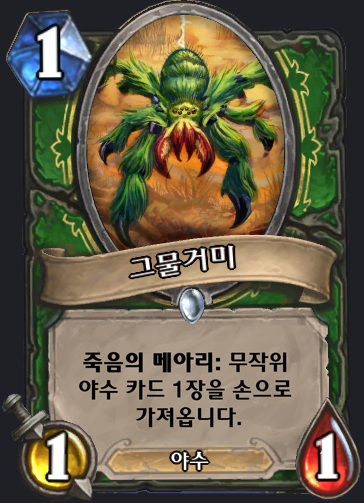 1
그물거미
죽음의 메아리: 무작위
야수 카드 1장을 손으로
가져옵니다.
1
야수
1